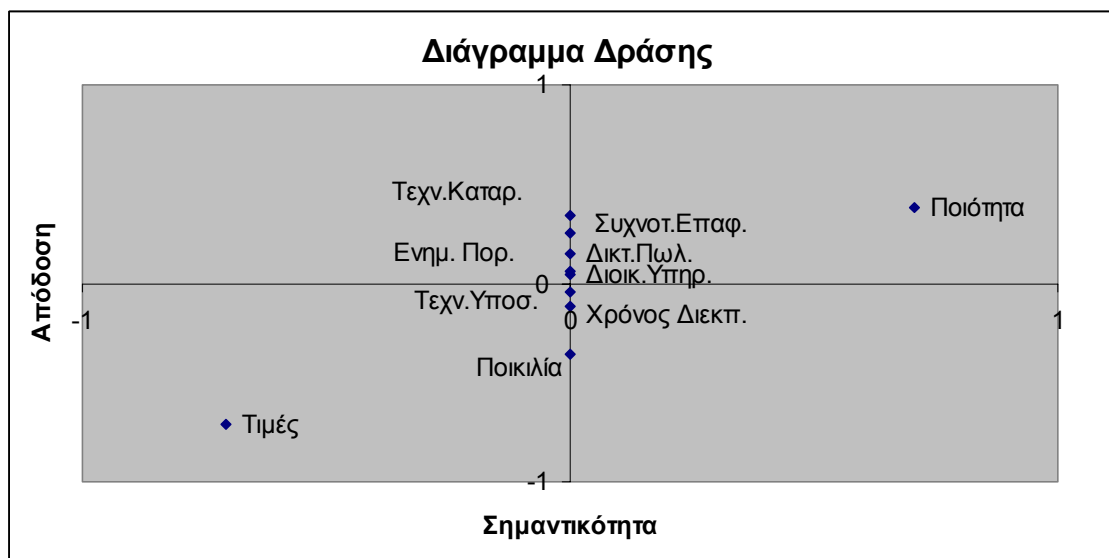 Διάγραμμα Δράσης
1
Τεχν.Καταρ.
Ποιότητα
Συχνοτ.Επαφ.
Ενημ. Πορ.
Δικτ.Πωλ.
Διοικ.Υπηρ.
0
Απόδοση
Τεχν.Υποσ.
-1
0
Χρόνος Διεκπ.
1
Ποικιλία
Τιμές
-1
Σημαντικότητα